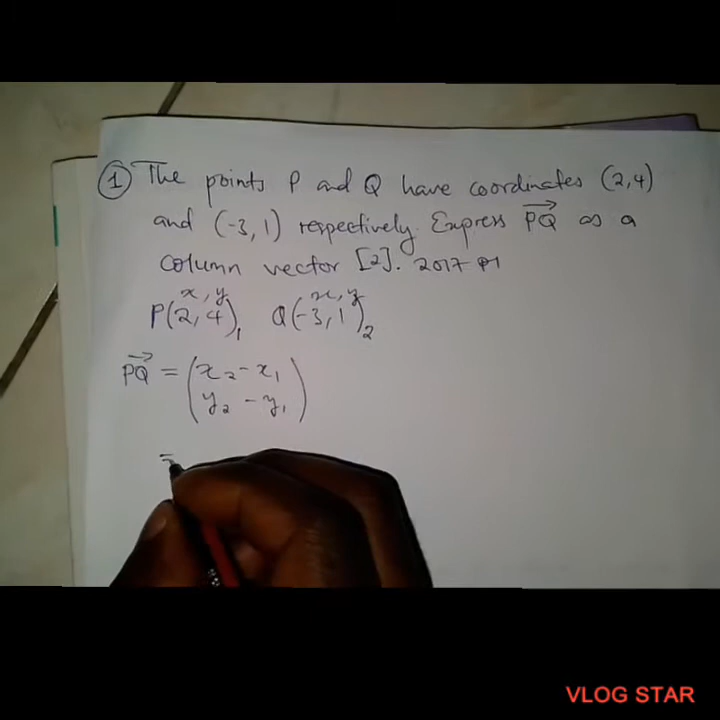 ① The points P and Q have coordinates (2,4)
and (-3, 1) respectively. Express PQ→ as a
column vector [2]. 2017 P1
x, y x, y
P(2, 4)₁ Q(-3, 1)₂
PQ→ = (x₂ - x₁
y₂ - y₁)
=
VLOG STAR